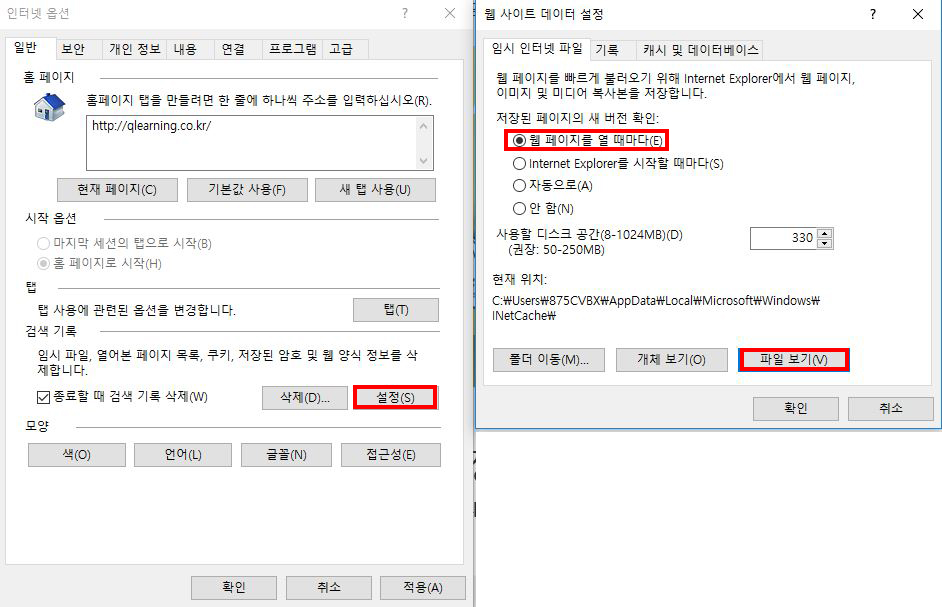 인터넷 옵션
일반 보안 개인 정보 내용 연결 프로그램 고급
홈 페이지
홈페이지 탭을 만들려면 한 줄에 하나씩 주소를 입력하십시오(R).
http://qlearning.co.kr/
현재 페이지(C) 기본값 사용(F) 새 탭 사용(U)
시작 옵션
마지막 세션의 탭으로 시작(B)
홈 페이지로 시작(H)
탭
탭 사용에 관련된 옵션을 변경합니다. 탭(T)
검색 기록
임시 파일, 열어본 페이지 목록, 쿠키, 저장된 암호 및 웹 양식 정보를 삭
제합니다.
종료할 때 검색 기록 삭제(W) 삭제(D)... 설정(S)
모양
색(O) 언어(L) 글꼴(N) 접근성(E)
확인 취소 적용(A)
웹 사이트 데이터 설정
임시 인터넷 파일 기록 캐시 및 데이터베이스
웹 페이지를 빠르게 불러오기 위해 Internet Explorer에서 웹 페이지,
이미지 및 미디어 복사본을 저장합니다.
저장된 페이지의 새 버전 확인:
웹 페이지를 열 때마다(E)
Internet Explorer를 시작할 때마다(S)
자동으로(A)
안 함(N)
사용할 디스크 공간(8-1024MB)(D) 330
(권장: 50-250MB)
현재 위치:
C:₩Users₩875CVBX₩AppData₩Local₩Microsoft₩Windows₩
INetCache₩
폴더 이동(M)... 개체 보기(O) 파일 보기(V)
확인 취소